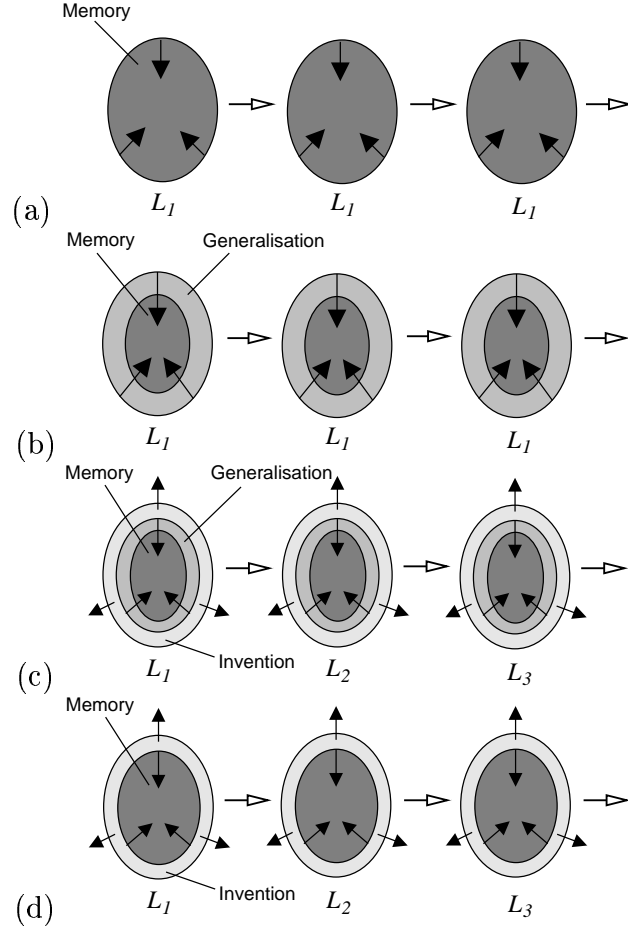 Memory
(a)
L1 L1 L1
Memory Generalisation
(b)
L1 L1 L1
Memory Generalisation
Invention
(c)
L1 L2 L3
Memory
Invention
(d)
L1 L2 L3